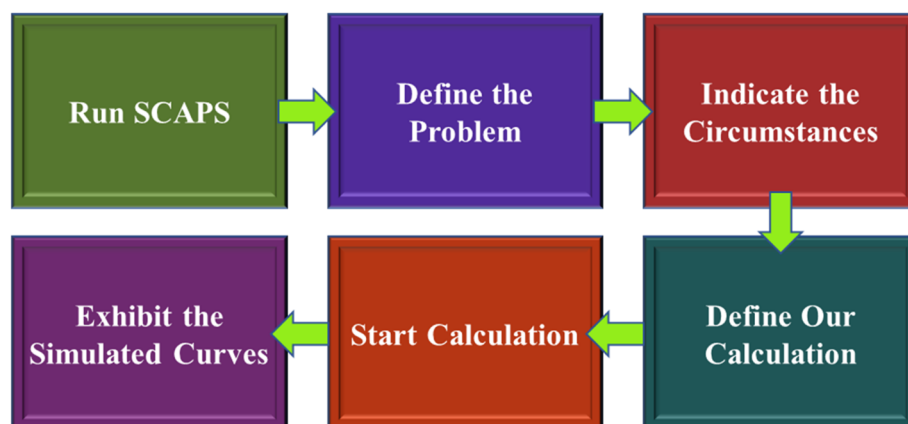 Run SCAPS
Define the
Problem
Indicate the
Circumstances
Exhibit the
Simulated Curves
Start Calculation
Define Our
Calculation